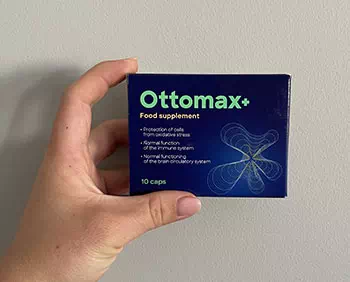 Ottomax+
Food supplement
• Protection of cells
from oxidative stress
• Normal function
of the immune system
• Normal functioning
of the brain circulatory system
10 caps